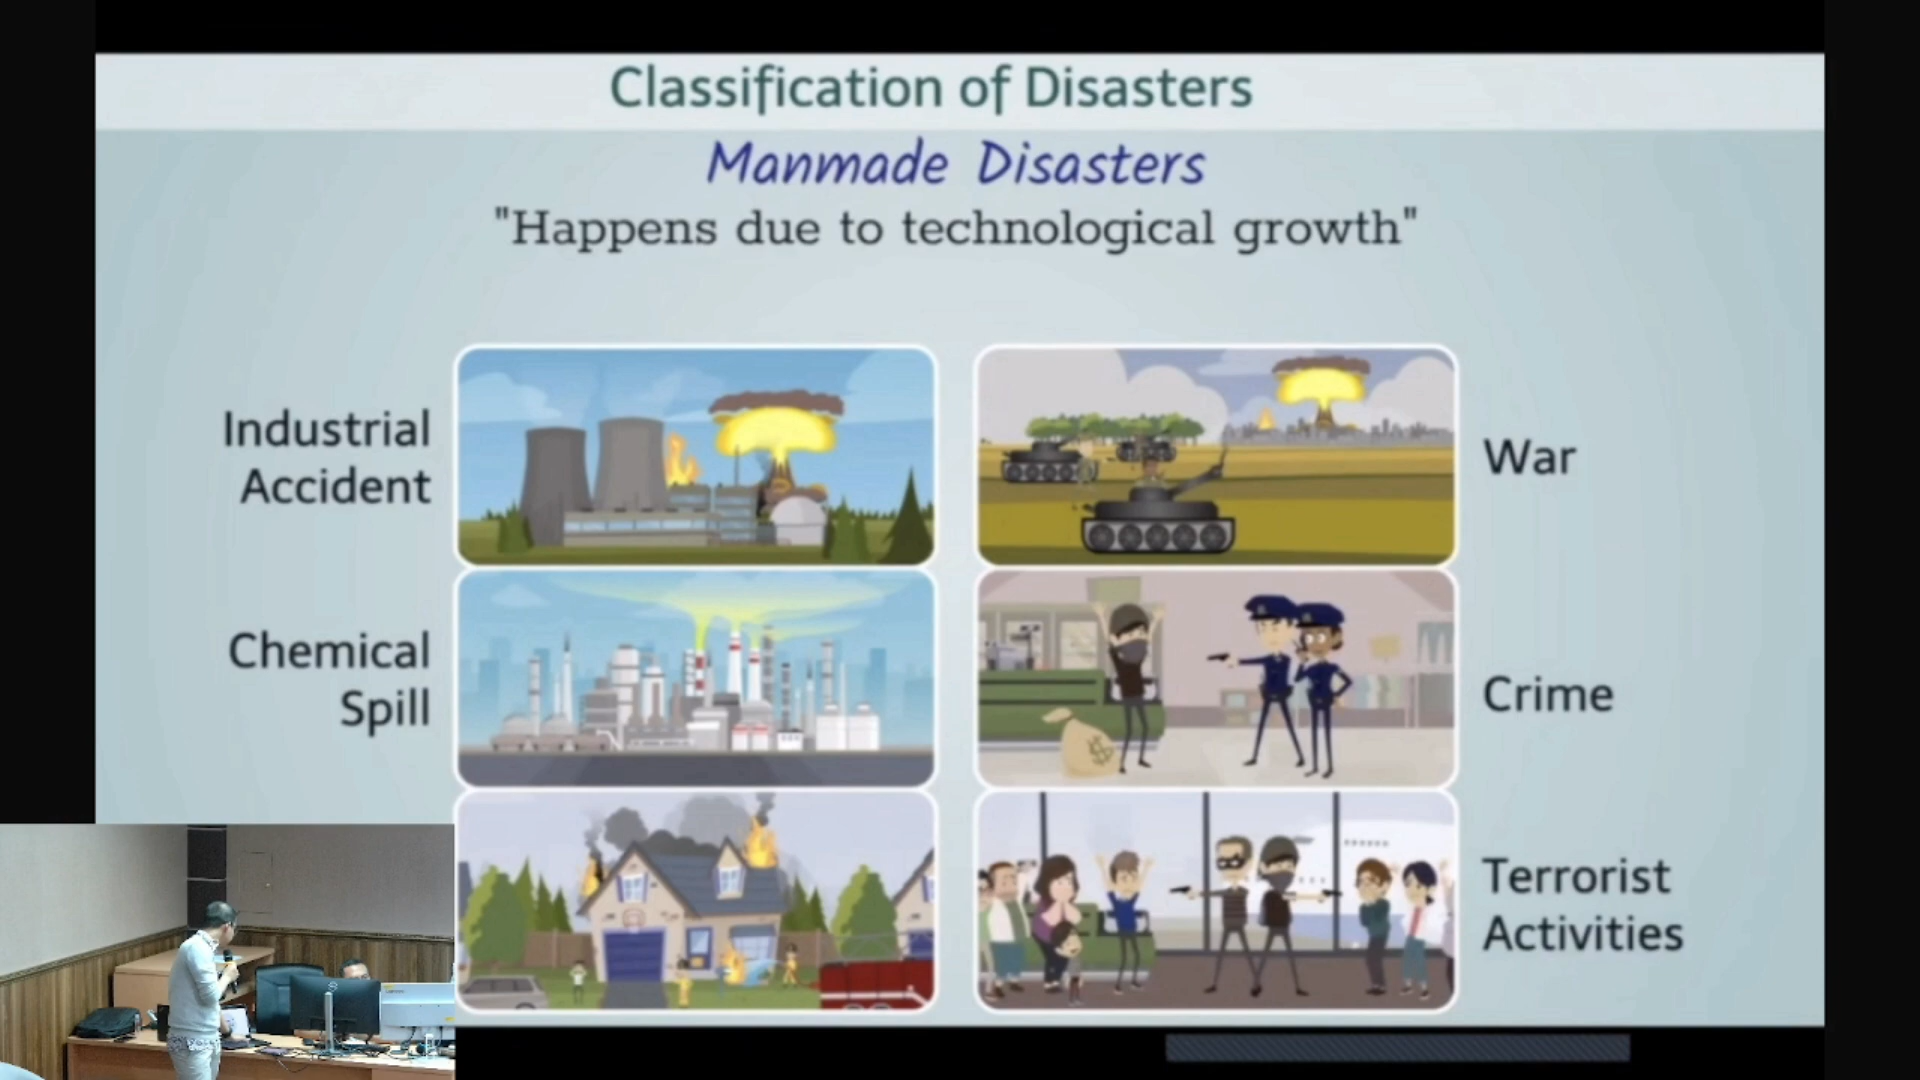 Classification of Disasters
Manmade Disasters
"Happens due to technological growth"
Industrial
Accident
War
Chemical
Spill
Crime
Terrorist
Activities